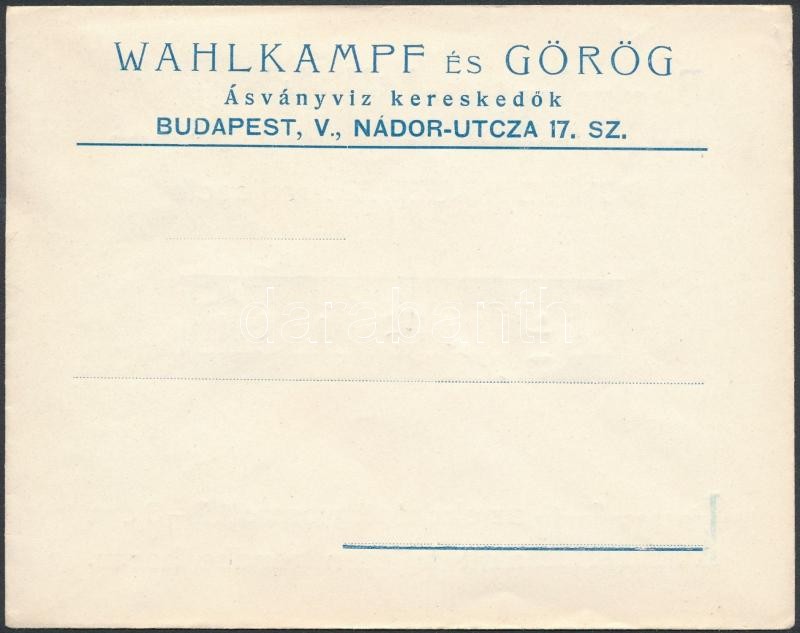 WAHLKAMPF ÉS GÖRÖG
Ásványviz kereskedők
BUDAPEST, V., NÁDOR-UTCZA 17. SZ.
darabanth